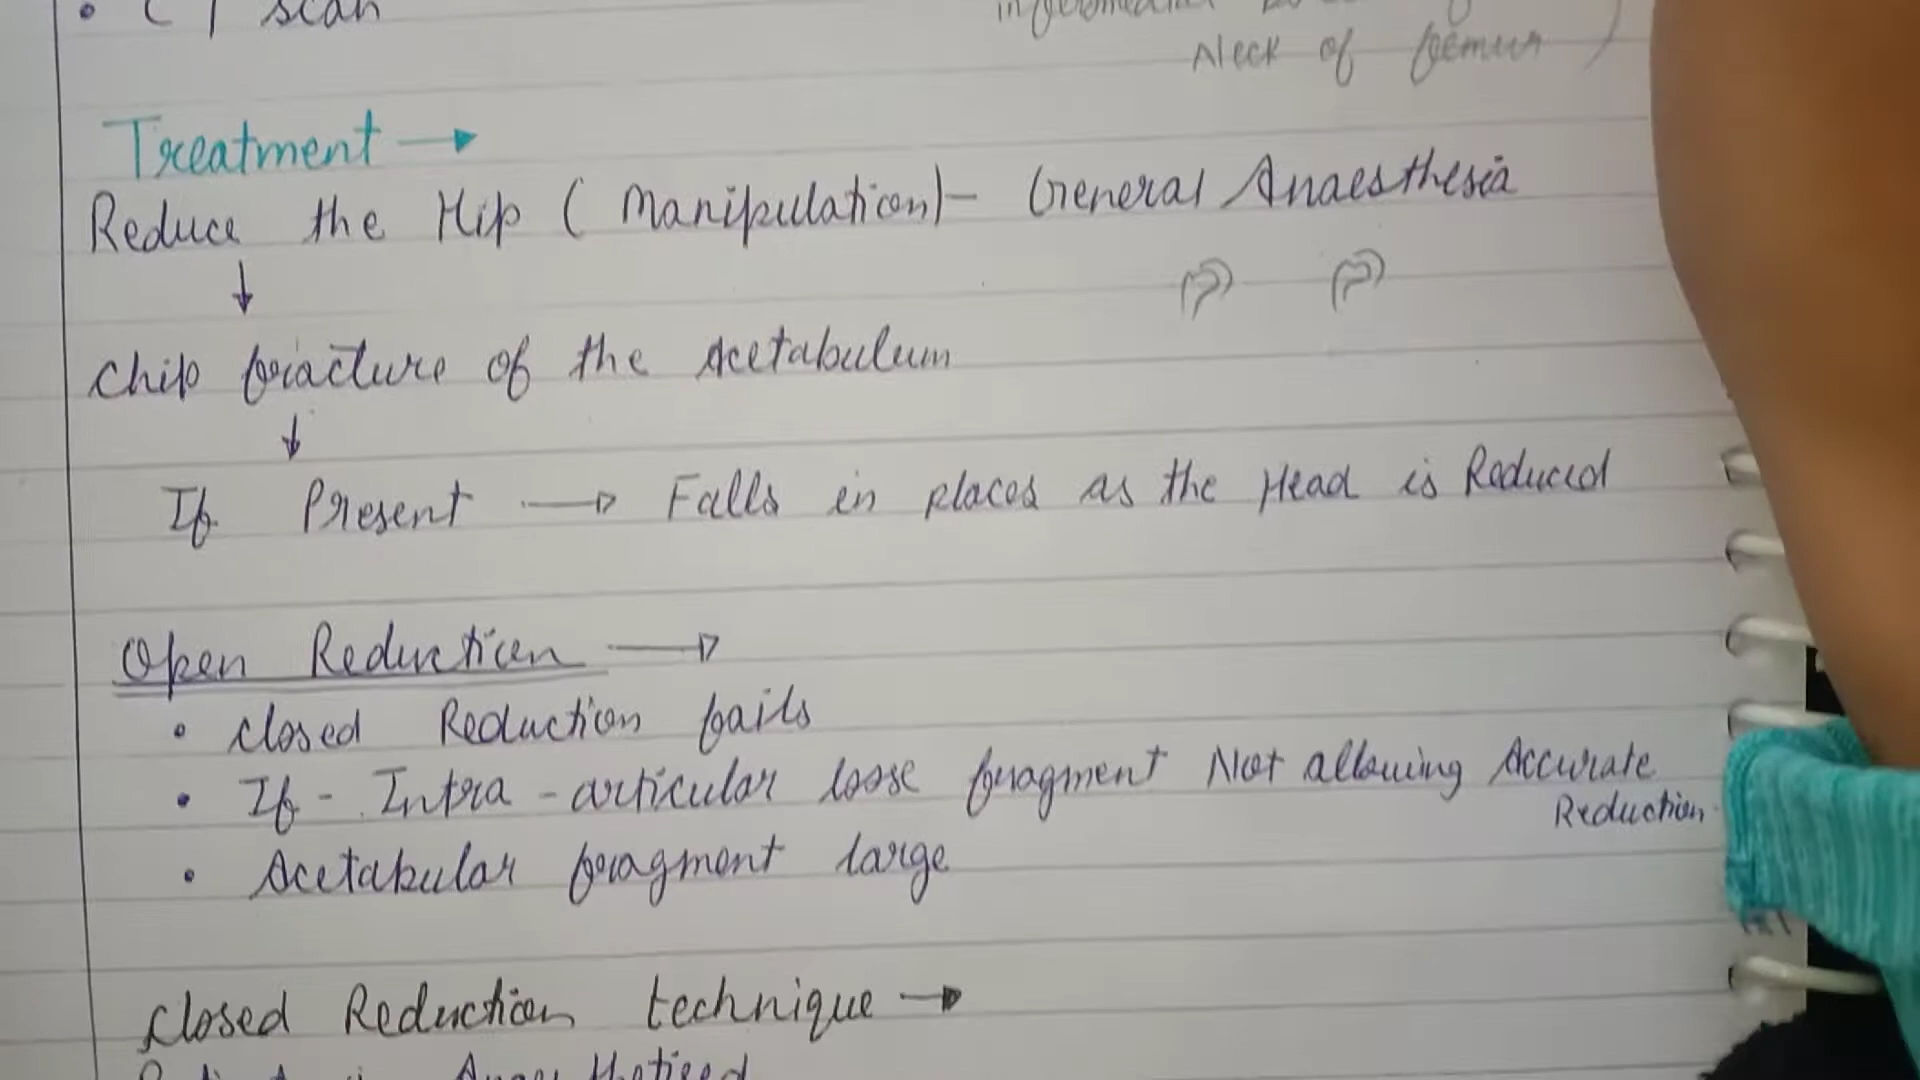 • CT scan
Neck of femur )
Treatment →
Reduce the Hip ( Manipulation) - General Anaesthesia
↓
Chip fracture of the Acetabulum
↓
If Present → Falls in places as the Head is Reduced
Open Reduction →
• Closed Reduction fails
• If - Intra - articular loose fragment Not allowing Accurate
Reduction
• Acetabular fragment large
Closed Reduction technique →